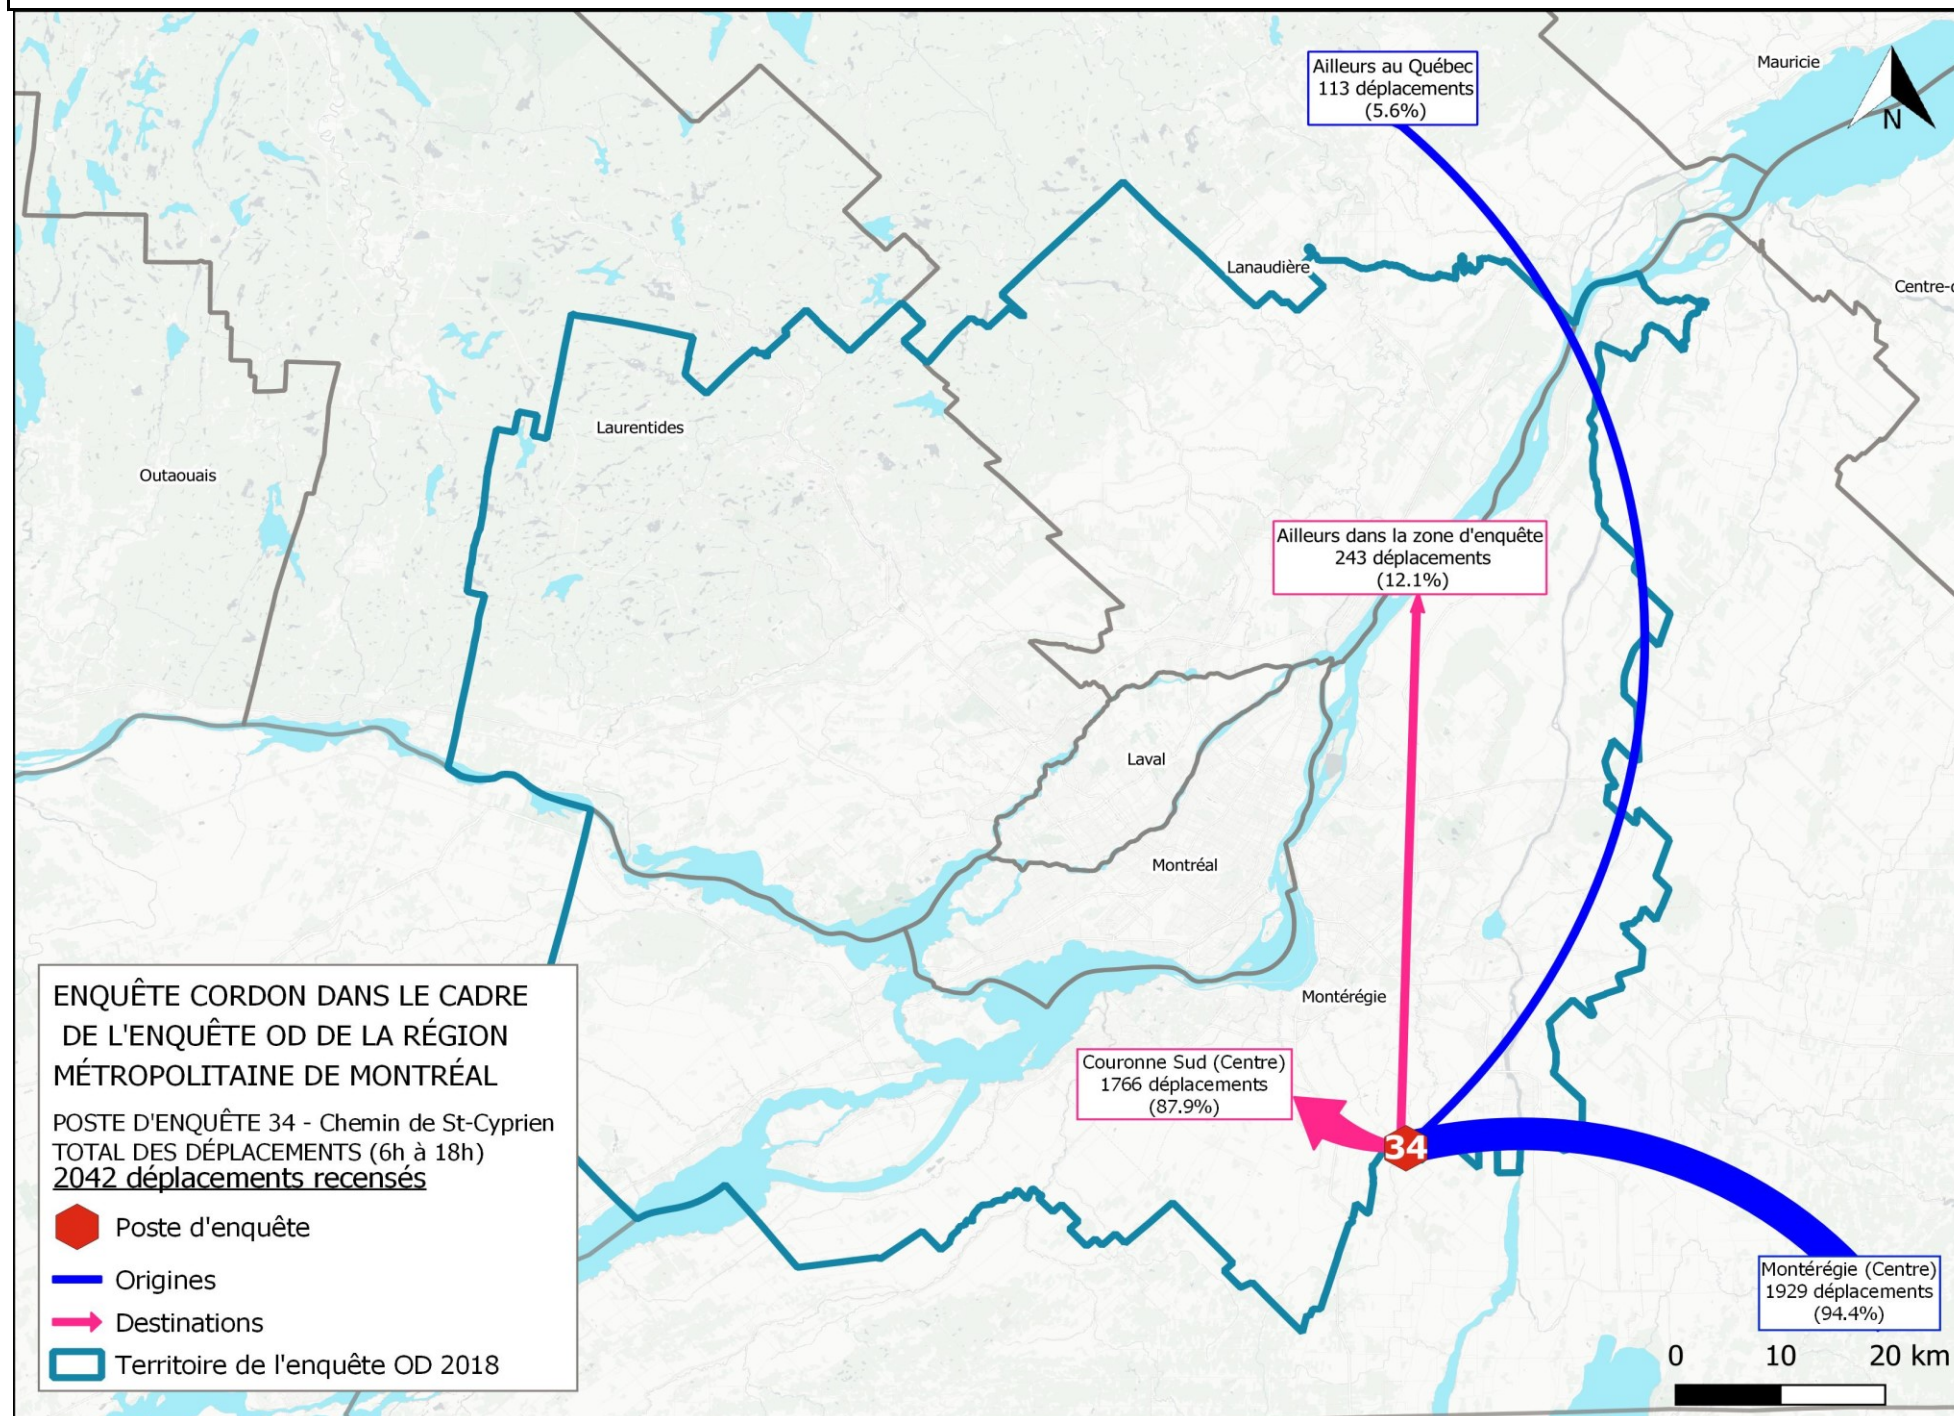 Ailleurs au Québec
113 déplacements
(5.6%)
Mauricie
N
Lanaudière
Centre-d
Laurentides
Outaouais
Ailleurs dans la zone d'enquête
243 déplacements
(12.1%)
Laval
Montréal
Montérégie
Couronne Sud (Centre)
1766 déplacements
(87.9%)
34
Montérégie (Centre)
1929 déplacements
(94.4%)
ENQUÊTE CORDON DANS LE CADRE
DE L'ENQUÊTE OD DE LA RÉGION
MÉTROPOLITAINE DE MONTRÉAL
POSTE D'ENQUÊTE 34 - Chemin de St-Cyprien
TOTAL DES DÉPLACEMENTS (6h à 18h)
2042 déplacements recensés
Poste d'enquête
Origines
Destinations
Territoire de l'enquête OD 2018
0 10 20 km